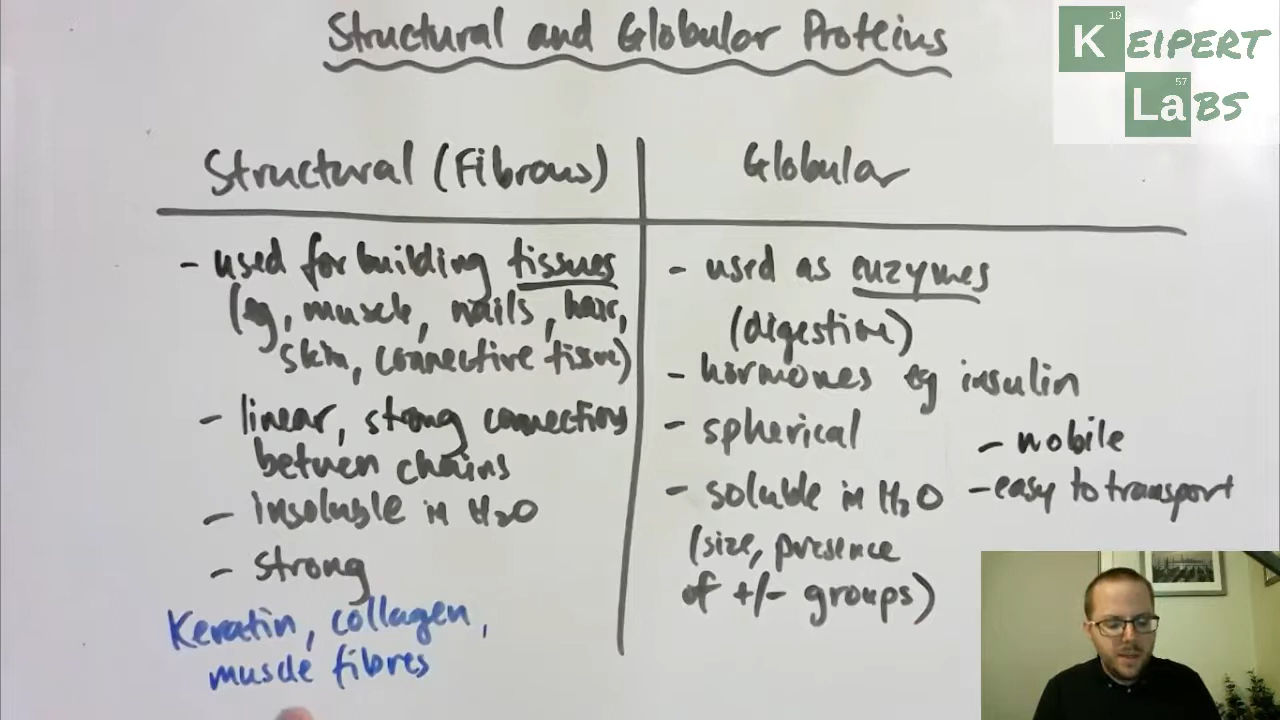 Structural and Globular Proteins
K 19 EIPERT
La 57 BS
Structural (Fibrous)
- used for building tissues
(eg, muscle, nails, hair,
skin, connective tissue)
- linear, strong connections
between chains
- insoluble in H₂O
- strong
Keratin, collagen,
muscle fibres
Globular
- used as enzymes
(digestive)
- hormones eg insulin
- spherical
- soluble in H₂O
(size, presence
of +/- groups)
- mobile
- easy to transport